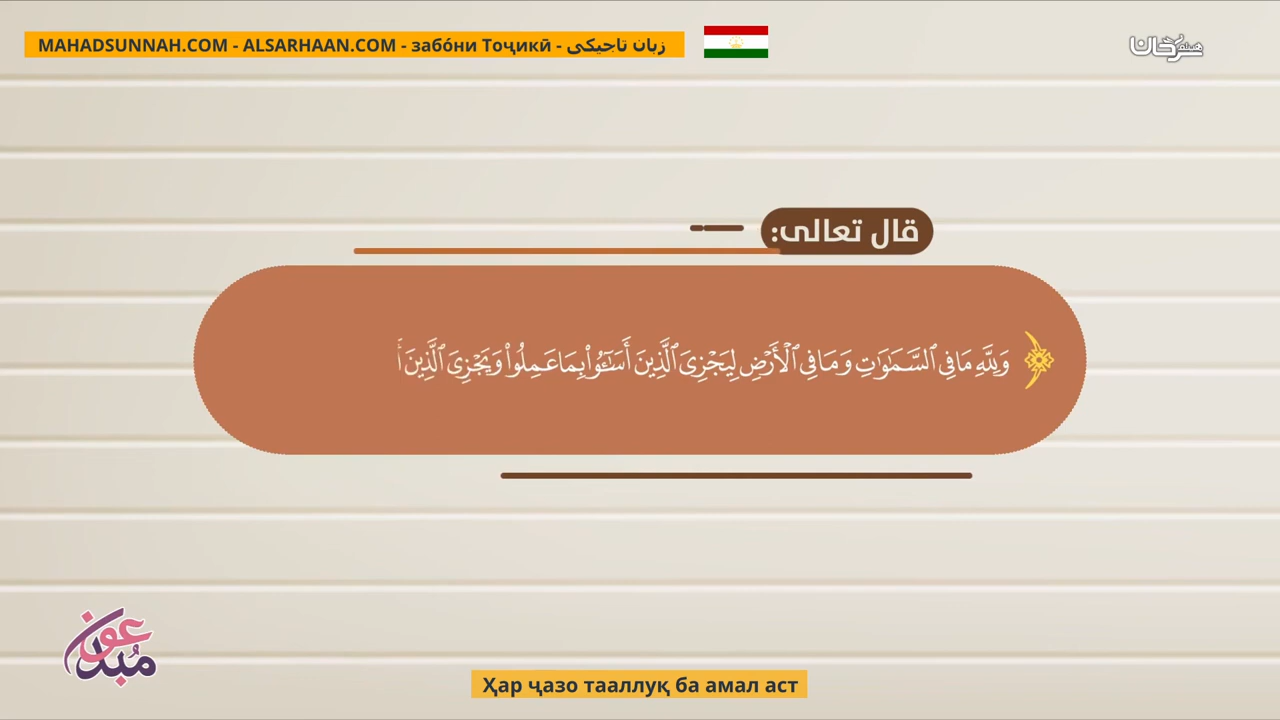 MAHADSUNNAH.COM - ALSARHAAN.COM - забо́ни Тоҷикӣ - زبان تاجیکی
قال تعالى:
وَلِلَّهِ مَا فِي ٱلسَّمَٰوَٰتِ وَمَا فِي ٱلْأَرْضِ لِيَجْزِيَ ٱلَّذِينَ أَسَٰٓـُٔوا۟ بِمَا عَمِلُوا۟ وَيَجْزِيَ ٱلَّذِينَ أ
Ҳар ҷазо тааллуқ ба амал аст